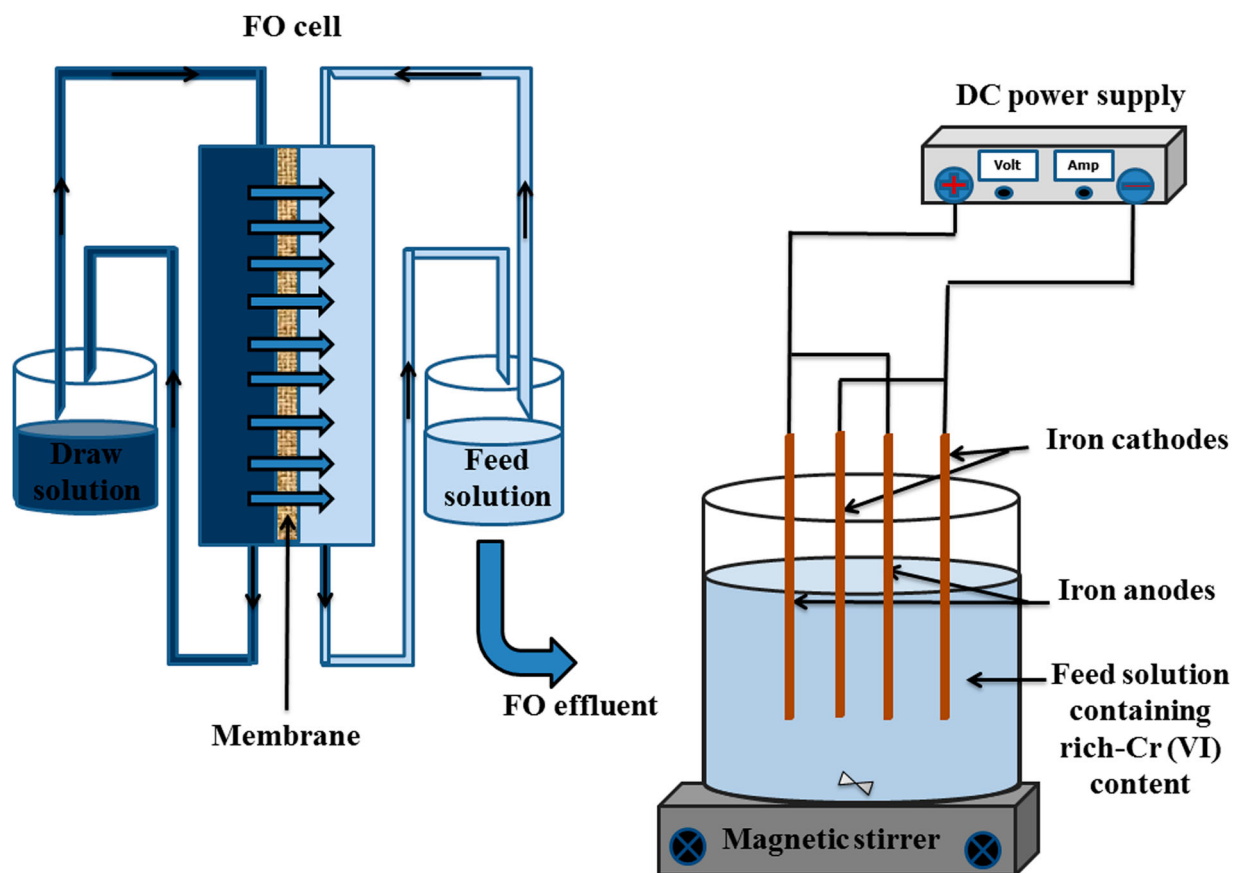 FO cell
DC power supply
Volt
Amp
Draw
solution
Feed
solution
Iron cathodes
Iron anodes
Feed solution
containing
rich-Cr (VI)
content
FO effluent
Membrane
Magnetic stirrer